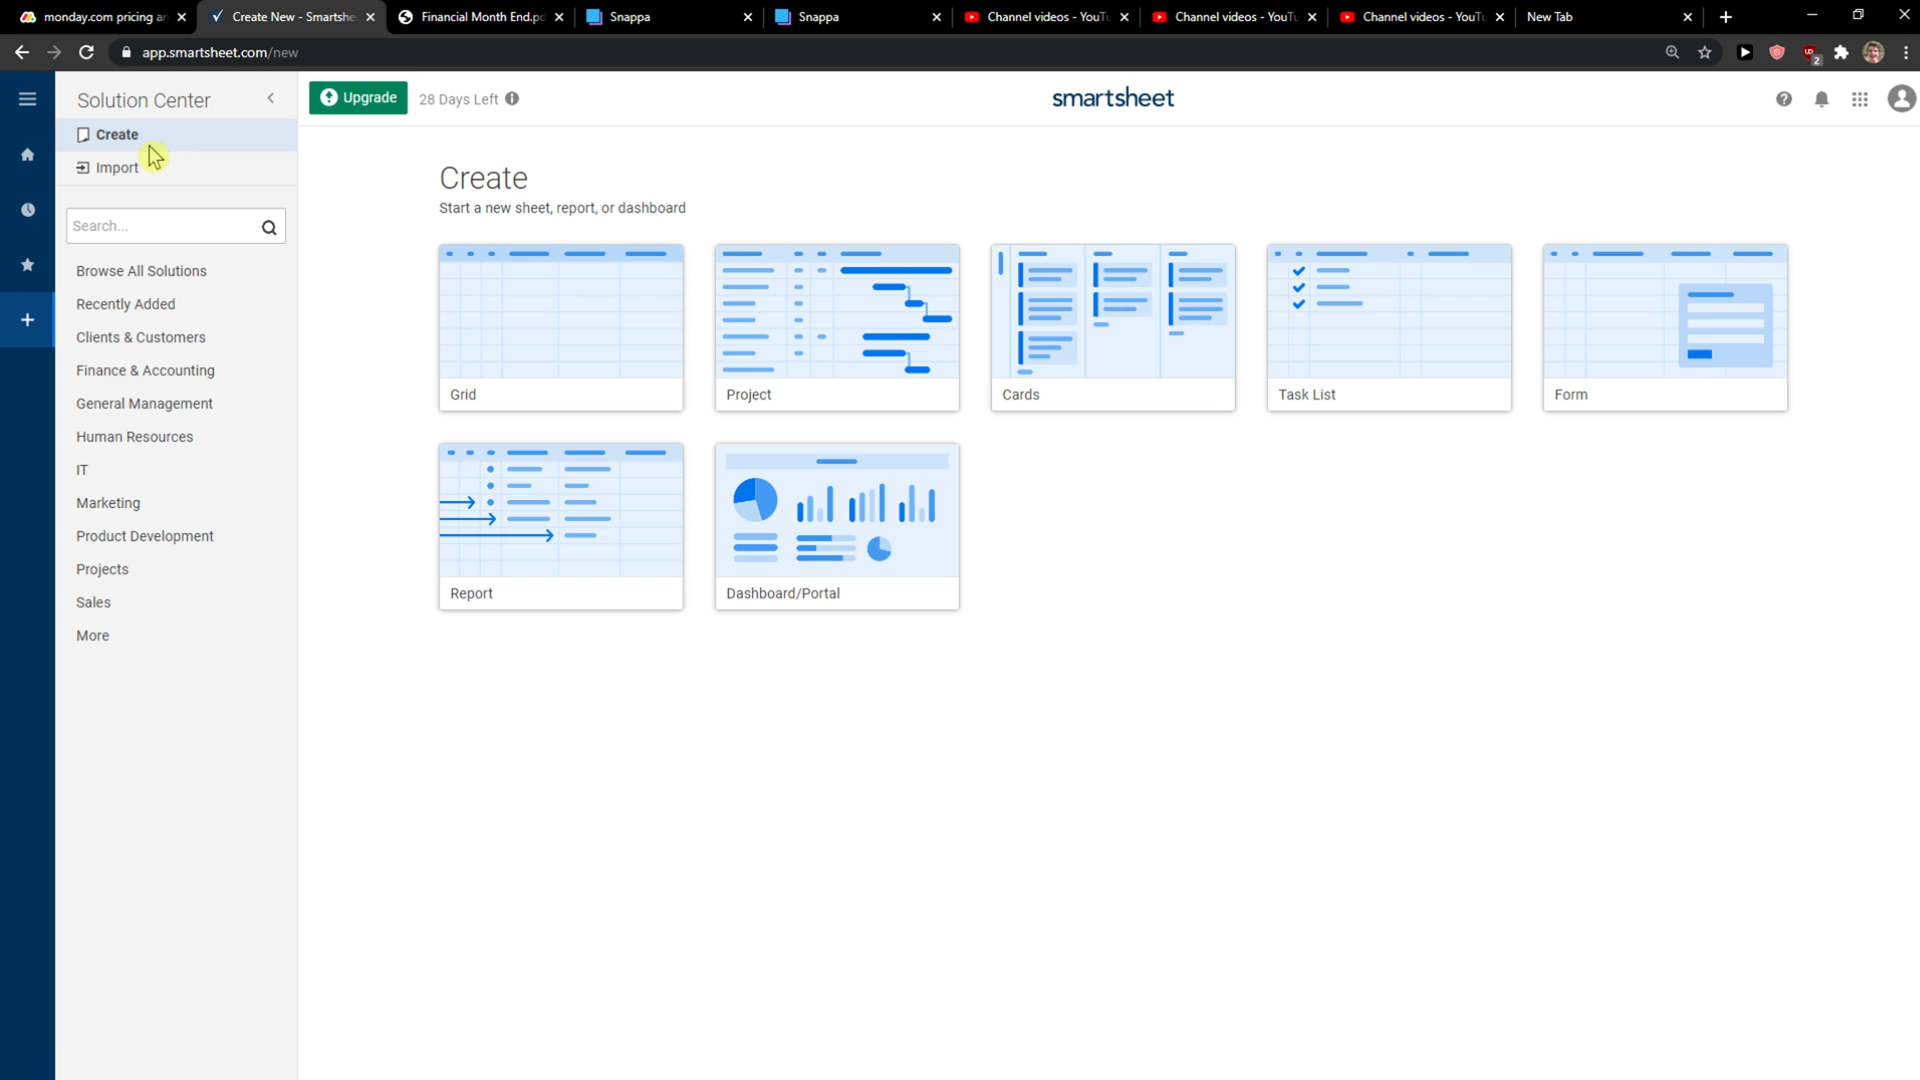 monday.com pricing an
Create New - Smartshe
Financial Month End.pd
Snappa
Snappa
Channel videos - YouTu
Channel videos - YouTu
Channel videos - YouTu
New Tab
app.smartsheet.com/new
2
Solution Center
Upgrade
28 Days Left
smartsheet
Create
Import
Search...
Browse All Solutions
Recently Added
Clients & Customers
Finance & Accounting
General Management
Human Resources
IT
Marketing
Product Development
Projects
Sales
More
Create
Start a new sheet, report, or dashboard
Grid
Project
Cards
Task List
Form
Report
Dashboard/Portal